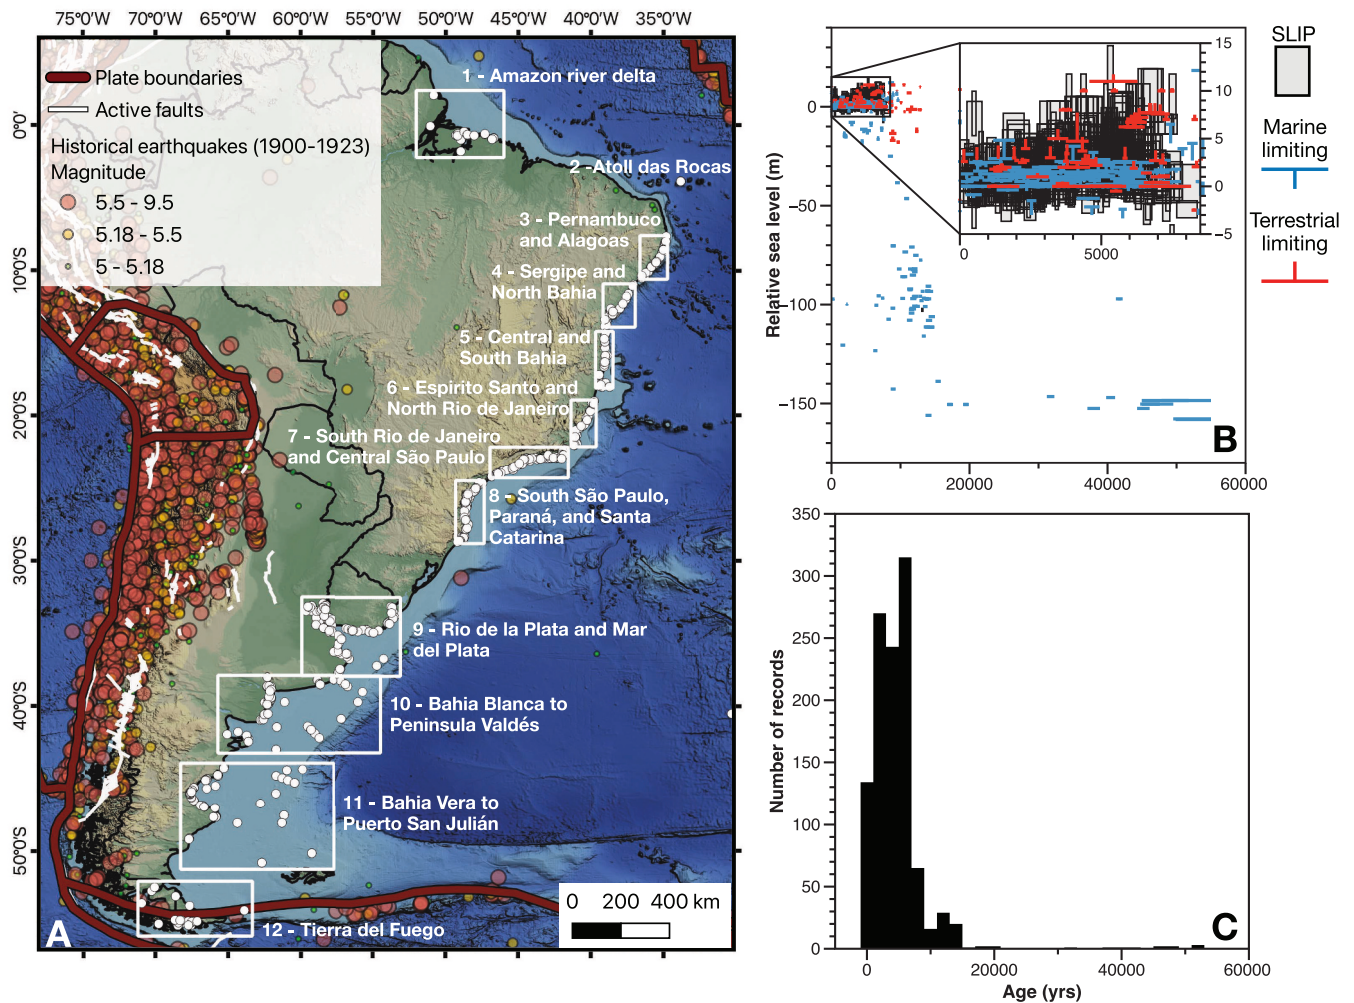 75°0'W 70°0'W 65°0'W 60°0'W 55°0'W 50°0'W 45°0'W 40°0'W 35°0'W
0°0'
10°0'S
20°0'S
30°0'S
40°0'S
50°0'S
Plate boundaries
Active faults
Historical earthquakes (1900-1923)
Magnitude
5.5 - 9.5
5.18 - 5.5
5 - 5.18
1 - Amazon river delta
2 -Atoll das Rocas
3 - Pernambuco
and Alagoas
4 - Sergipe and
North Bahia
5 - Central and
South Bahia
6 - Espirito Santo and
North Rio de Janeiro
7 - South Rio de Janeiro
and Central São Paulo
8 - South São Paulo,
Paraná, and Santa
Catarina
9 - Rio de la Plata and Mar
del Plata
10 - Bahia Blanca to
Peninsula Valdés
11 - Bahia Vera to
Puerto San Julián
12 - Tierra del Fuego
0 200 400 km
A
Relative sea level (m)
0
−50
−100
−150
0 20000 40000 60000
15
10
5
0
−5
0 5000
B
SLIP
Marine
limiting
Terrestrial
limiting
Number of records
350
300
250
200
150
100
50
0
0 20000 40000 60000
Age (yrs)
C